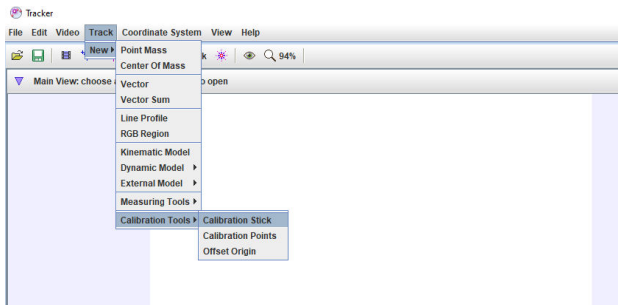 Tracker
File Edit Video Track Coordinate System View Help
New Point Mass
k 94%
Center Of Mass
Main View: choose o open
Vector
Vector Sum
Line Profile
RGB Region
Kinematic Model
Dynamic Model
External Model
Measuring Tools
Calibration Tools Calibration Stick
Calibration Points
Offset Origin